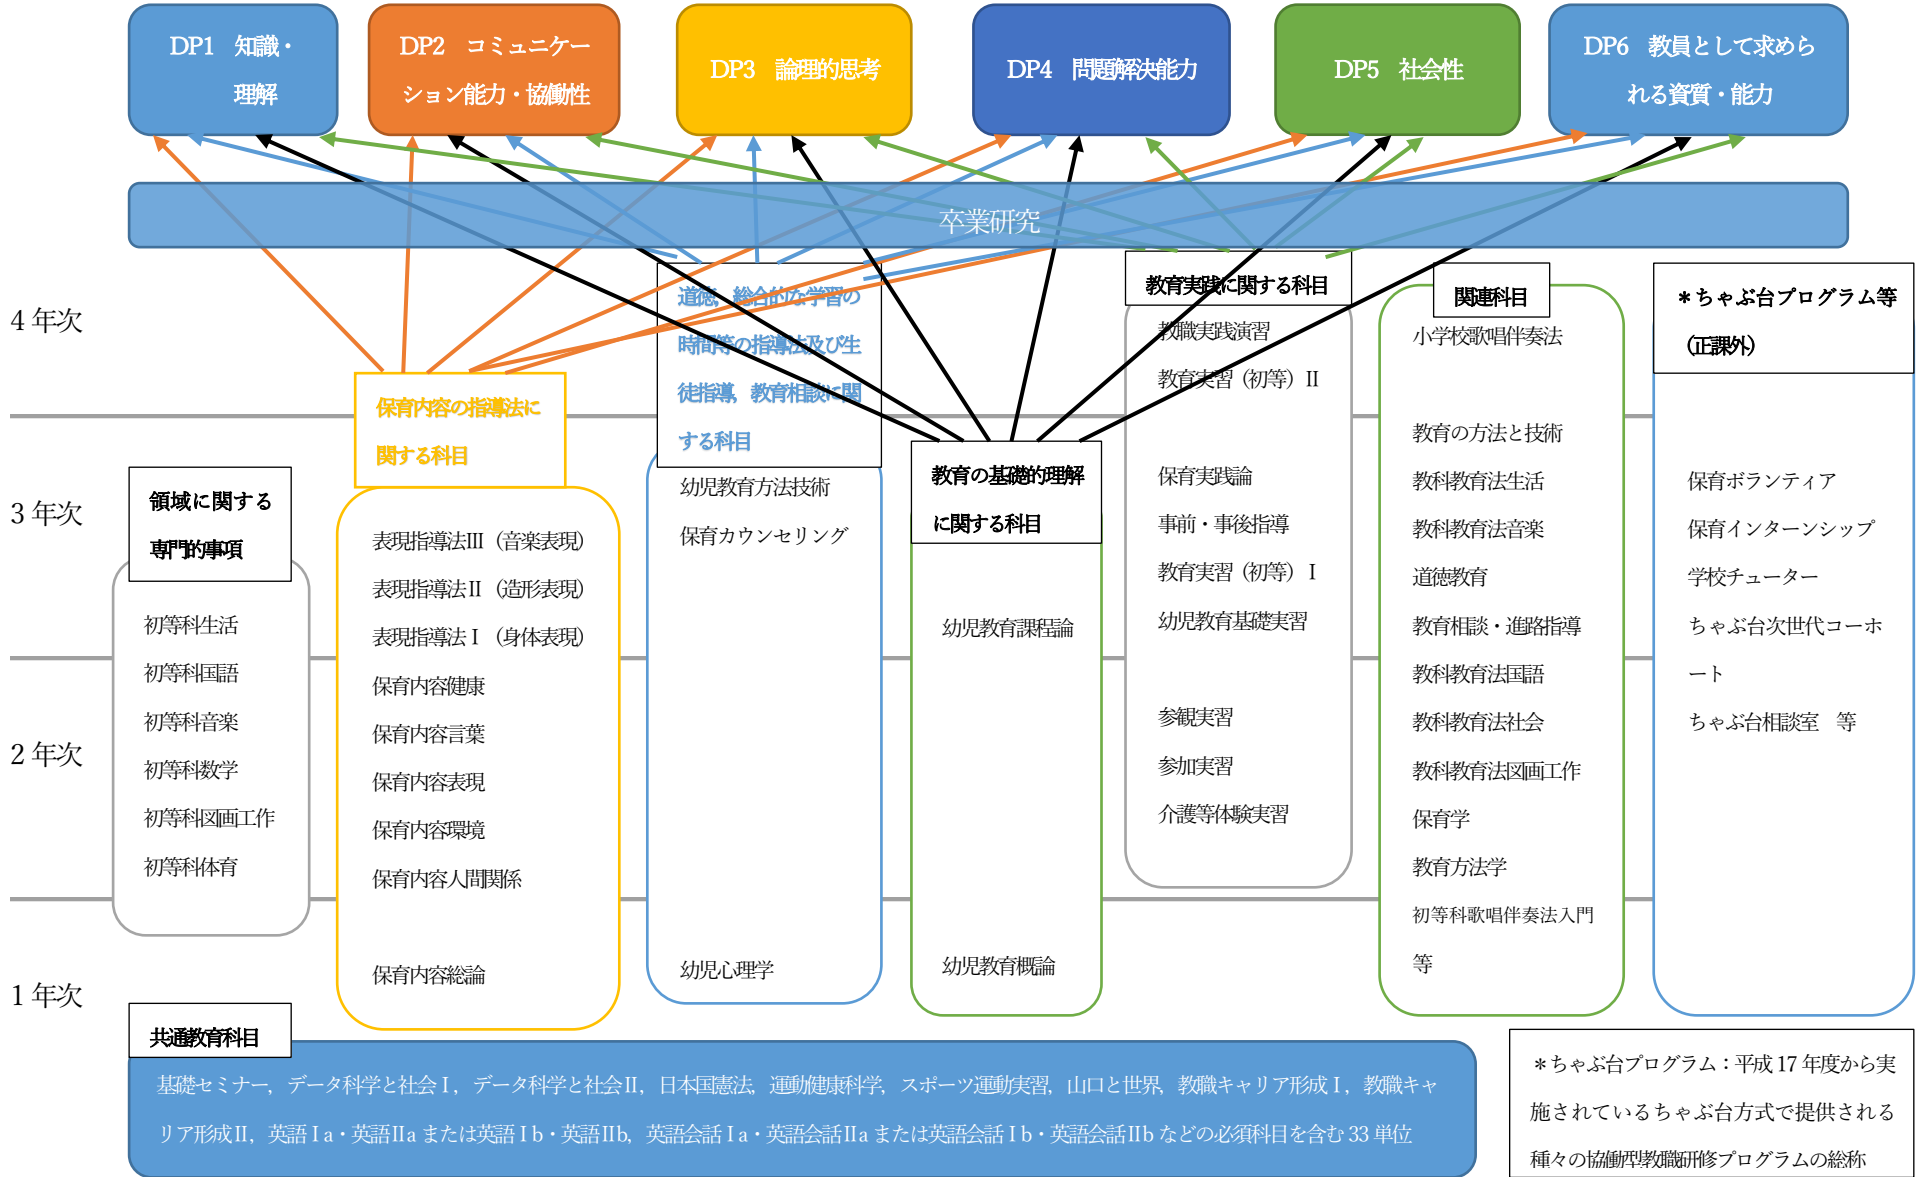 DP1　知識・
理解
DP2　コミュニケー
ション能力・協働性
DP3　論理的思考
DP4　問題解決能力
DP5　社会性
DP6　教員として求めら
れる資質・能力
卒業研究
4 年次
3 年次
2 年次
1 年次
領域に関する
専門的事項
初等科生活
初等科国語
初等科音楽
初等科数学
初等科図画工作
初等科体育
保育内容の指導法に
関する科目
表現指導法III（音楽表現）
表現指導法II（造形表現）
表現指導法I（身体表現）
保育内容健康
保育内容言葉
保育内容表現
保育内容環境
保育内容人間関係
保育内容総論
道徳，総合的な学習の
時間等の指導法及び生
徒指導，教育相談に関
する科目
幼児教育方法技術
保育カウンセリング
幼児心理学
教育の基礎的理解
に関する科目
幼児教育課程論
幼児教育概論
教育実践に関する科目
教職実践演習
教育実習（初等）II
保育実践論
事前・事後指導
教育実習（初等）I
幼児教育基礎実習
参観実習
参加実習
介護等体験実習
関連科目
小学校歌唱伴奏法
教育の方法と技術
教科教育法生活
教科教育法音楽
道徳教育
教育相談・進路指導
教科教育法国語
教科教育法社会
教科教育法図画工作
保育学
教育方法学
初等科歌唱伴奏法入門
等
＊ちゃぶ台プログラム等
（正課外）
保育ボランティア
保育インターンシップ
学校チューター
ちゃぶ台次世代コーホ
ート
ちゃぶ台相談室　等
共通教育科目
基礎セミナー，データ科学と社会I，データ科学と社会II，日本国憲法，運動健康科学，スポーツ運動実習，山口と世界，教職キャリア形成I，教職キャ
リア形成II，英語Ia・英語IIaまたは英語Ib・英語IIb，英語会話Ia・英語会話IIaまたは英語会話Ib・英語会話IIbなどの必須科目を含む33単位
＊ちゃぶ台プログラム：平成17年度から実
施されているちゃぶ台方式で提供される
種々の協働型教職研修プログラムの総称